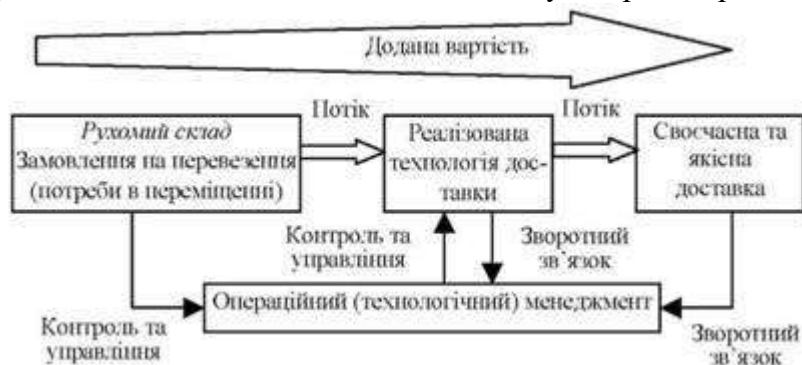 Додана вартість
Потік
Потік
Рухомий склад
Замовлення на перевезення
(потреби в переміщенні)
Реалізована
технологія дос-
тавки
Своєчасна та
якісна
доставка
Контроль та
управління
Зворотний
зв`язок
Операційний (технологічний) менеджмент
Контроль та
управління
Зворотний
зв`язок